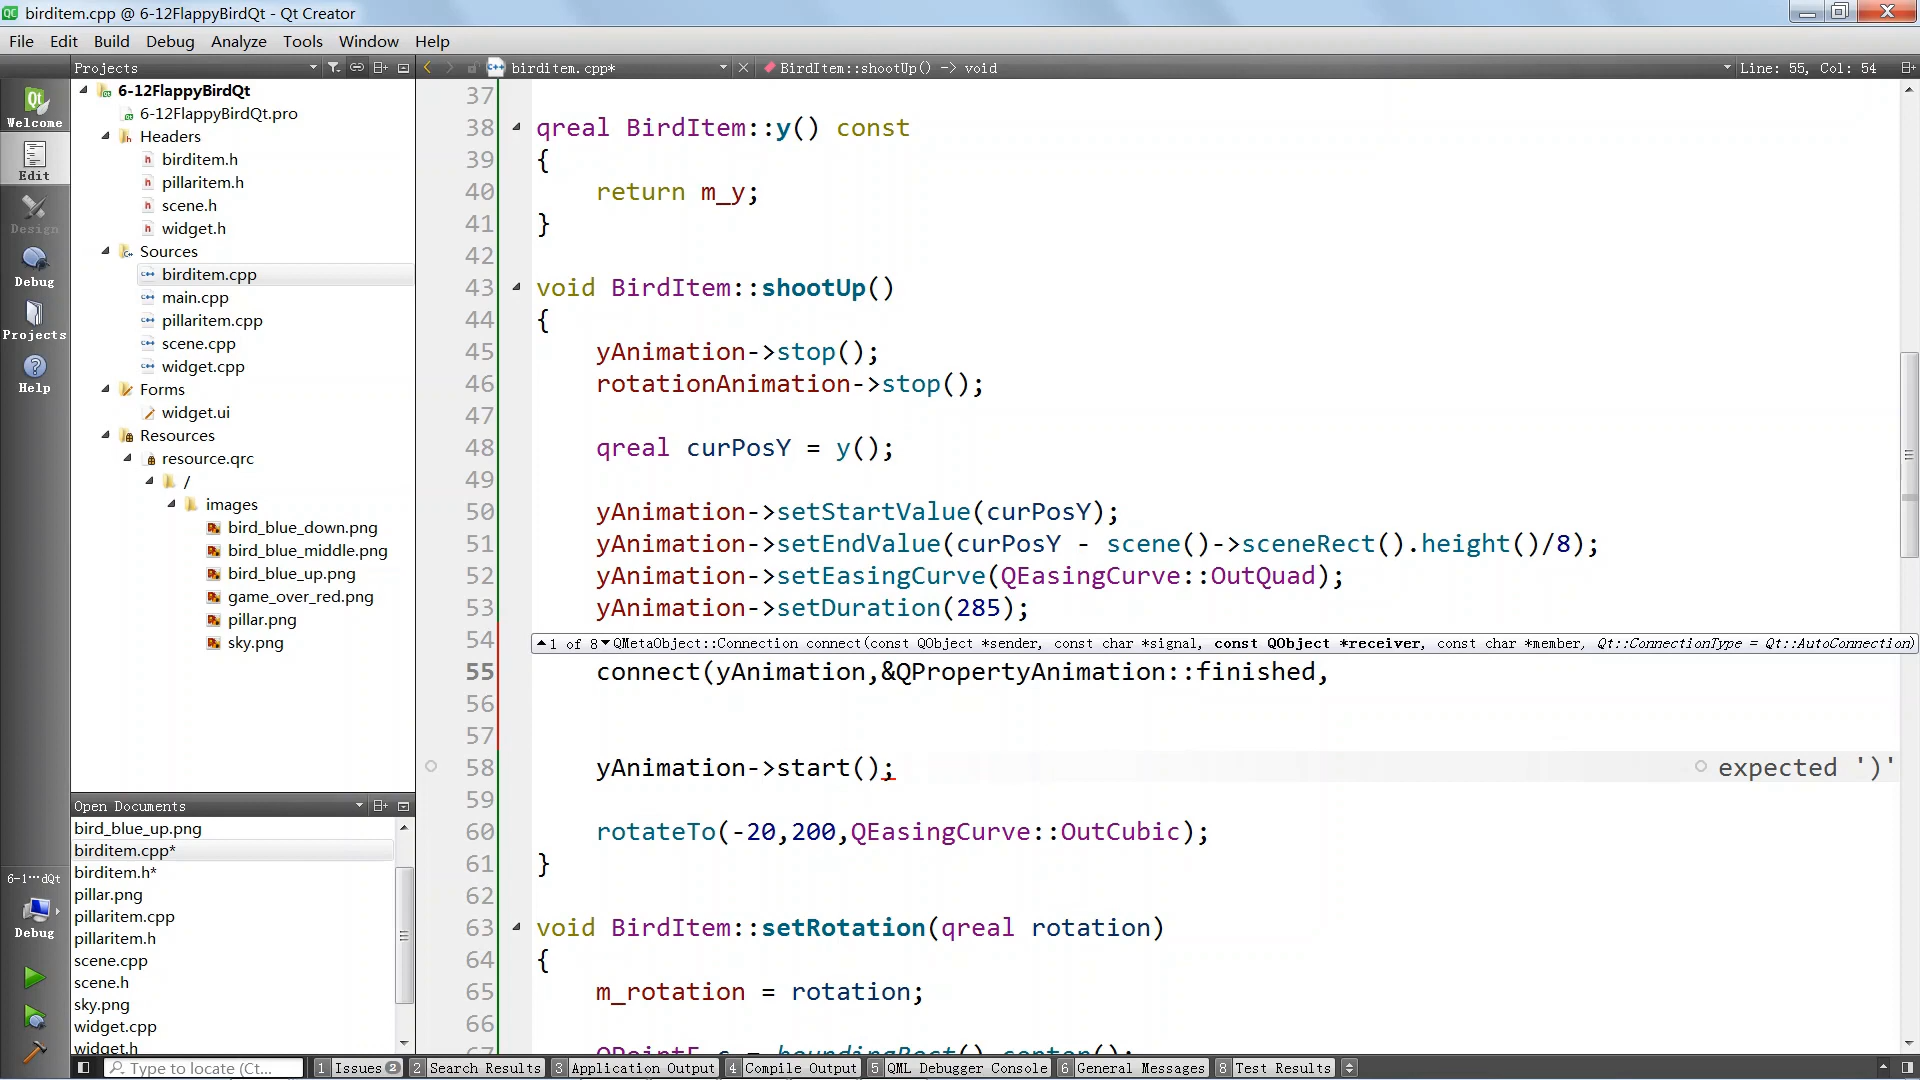 birditem.cpp @ 6-12FlappyBirdQt - Qt Creator
File Edit Build Debug Analyze Tools Window Help
Projects
birditem.cpp*
BirdItem::shootUp() -> void
Line: 55, Col: 54
Welcome
Edit
Design
Debug
Projects
Help
6-1···dQt
Debug
6-12FlappyBirdQt
6-12FlappyBirdQt.pro
Headers
birditem.h
pillaritem.h
scene.h
widget.h
Sources
birditem.cpp
main.cpp
pillaritem.cpp
scene.cpp
widget.cpp
Forms
widget.ui
Resources
resource.qrc
/
images
bird_blue_down.png
bird_blue_middle.png
bird_blue_up.png
game_over_red.png
pillar.png
sky.png
Open Documents
bird_blue_up.png
birditem.cpp*
birditem.h*
pillar.png
pillaritem.cpp
pillaritem.h
scene.cpp
scene.h
sky.png
widget.cpp
widget.h
37
38 qreal BirdItem::y() const
39 {
40 return m_y;
41 }
42
43 void BirdItem::shootUp()
44 {
45 yAnimation->stop();
46 rotationAnimation->stop();
47
48 qreal curPosY = y();
49
50 yAnimation->setStartValue(curPosY);
51 yAnimation->setEndValue(curPosY - scene()->sceneRect().height()/8);
52 yAnimation->setEasingCurve(QEasingCurve::OutQuad);
53 yAnimation->setDuration(285);
54
1 of 8 QMetaObject::Connection connect(const QObject *sender, const char *signal, const QObject *receiver, const char *member, Qt::ConnectionType = Qt::AutoConnection)
55 connect(yAnimation,&QPropertyAnimation::finished,
56
57
58 yAnimation->start(); expected ')'
59
60 rotateTo(-20,200,QEasingCurve::OutCubic);
61 }
62
63 void BirdItem::setRotation(qreal rotation)
64 {
65 m_rotation = rotation;
66
67 QPointF c = boundingRect().center();
Type to locate (Ct...
1 Issues 2
2 Search Results
3 Application Output
4 Compile Output
5 QML Debugger Console
6 General Messages
8 Test Results